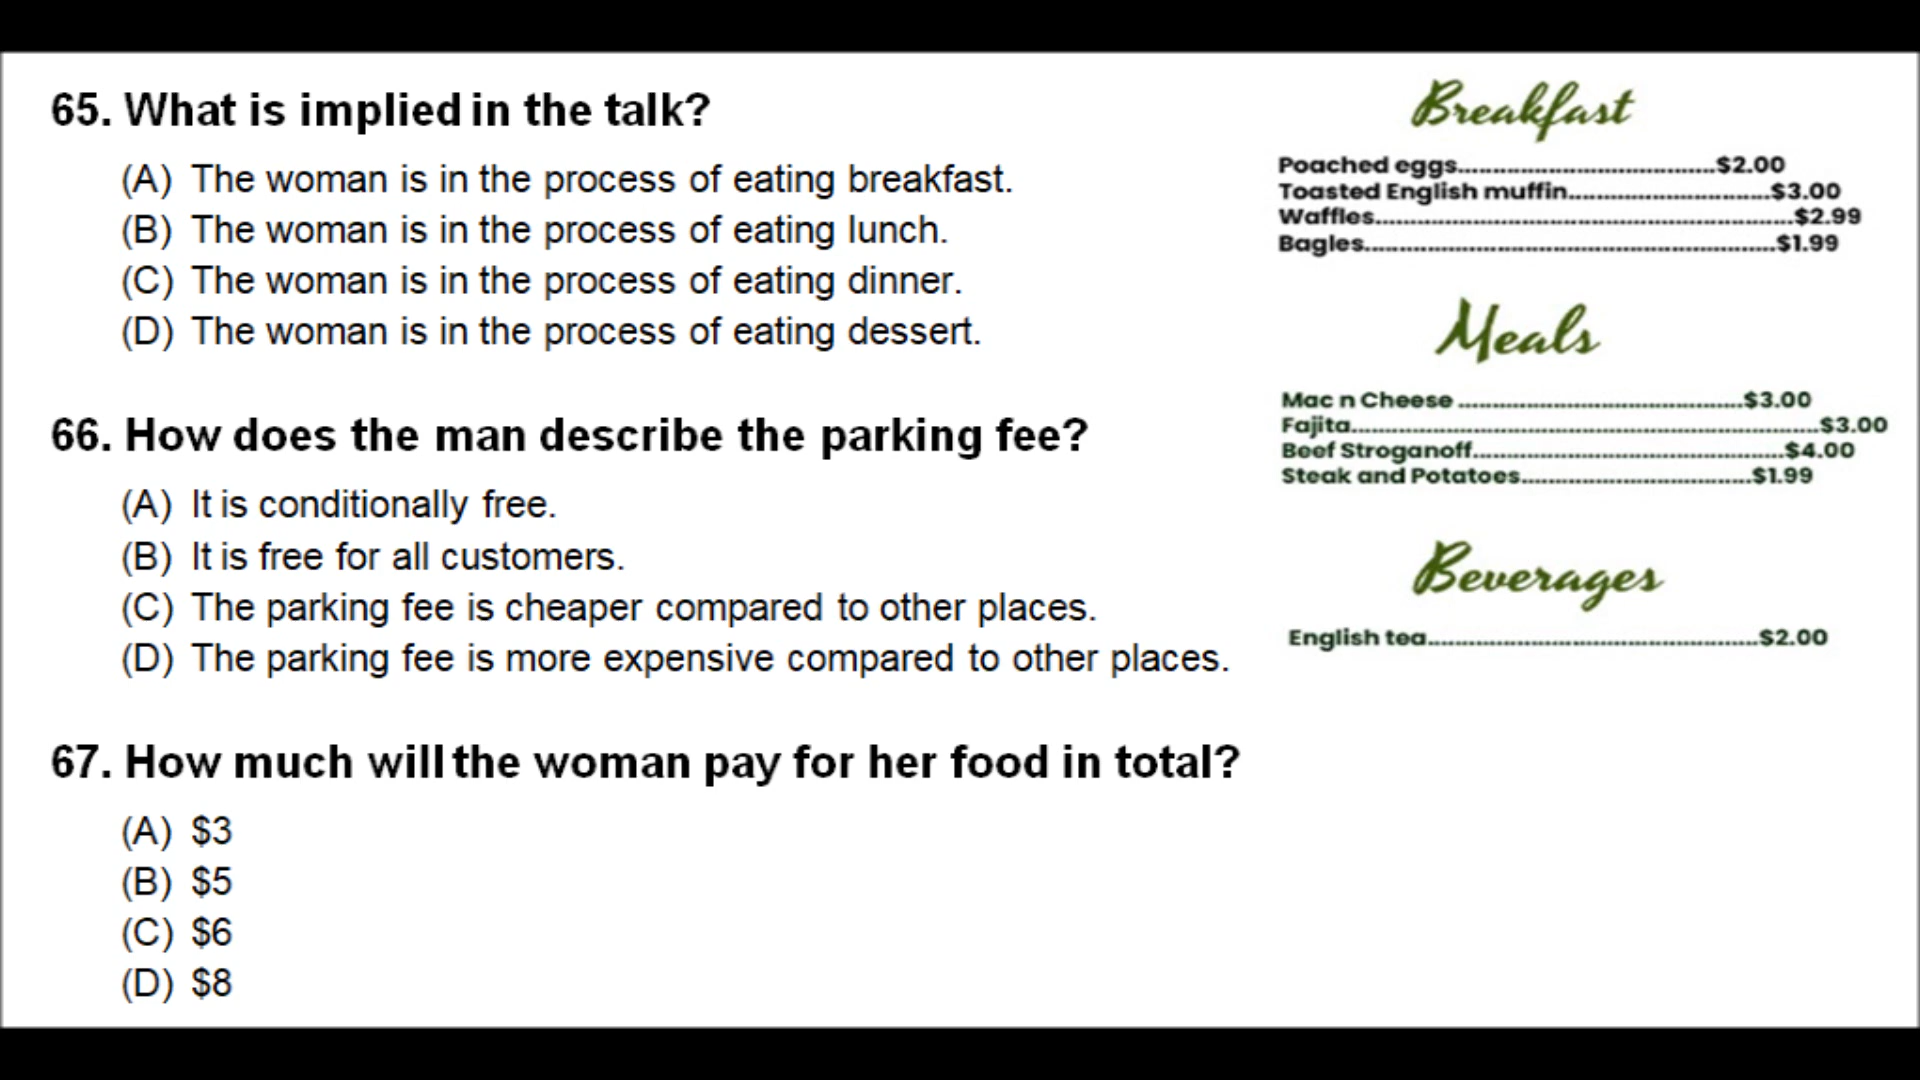 65. What is implied in the talk?
(A) The woman is in the process of eating breakfast.
(B) The woman is in the process of eating lunch.
(C) The woman is in the process of eating dinner.
(D) The woman is in the process of eating dessert.
66. How does the man describe the parking fee?
(A) It is conditionally free.
(B) It is free for all customers.
(C) The parking fee is cheaper compared to other places.
(D) The parking fee is more expensive compared to other places.
67. How much will the woman pay for her food in total?
(A) $3
(B) $5
(C) $6
(D) $8
Breakfast
Poached eggs..........................................$2.00
Toasted English muffin.................................$3.00
Waffles....................................................................$2.99
Bagles...................................................................$1.99
Meals
Mac n Cheese ...............................................$3.00
Fajita............................................................................$3.00
Beef Stroganoff...................................................$4.00
Steak and Potatoes......................................$1.99
Beverages
English tea......................................................$2.00